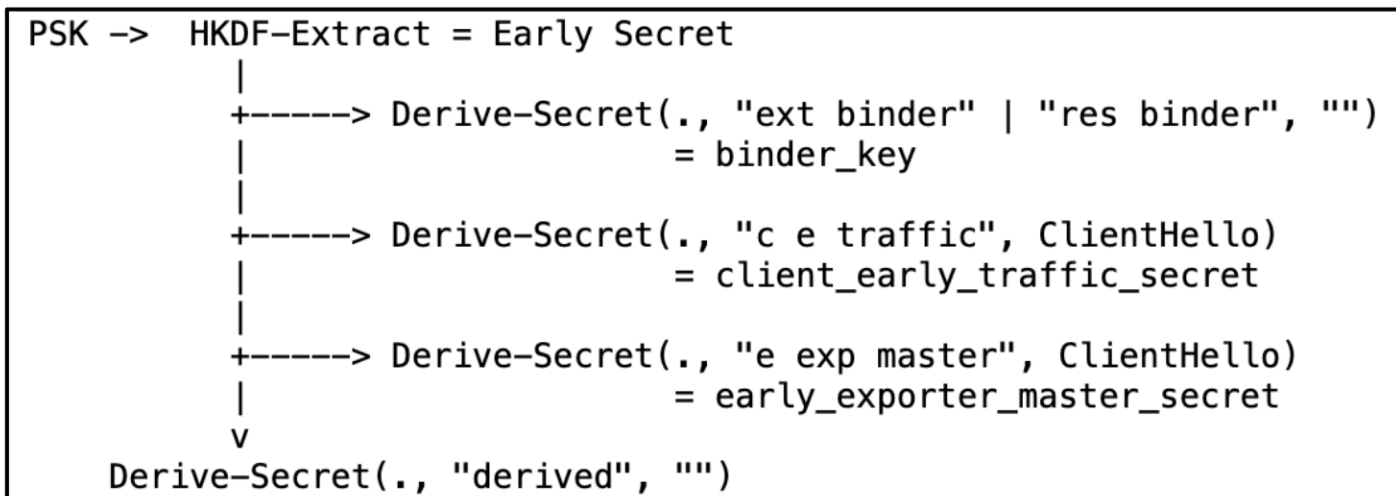 PSK ->  HKDF-Extract = Early Secret
|
+-----> Derive-Secret(., "ext binder" | "res binder", "")
|                     = binder_key
|
+-----> Derive-Secret(., "c e traffic", ClientHello)
|                     = client_early_traffic_secret
|
+-----> Derive-Secret(., "e exp master", ClientHello)
|                     = early_exporter_master_secret
v
Derive-Secret(., "derived", "")